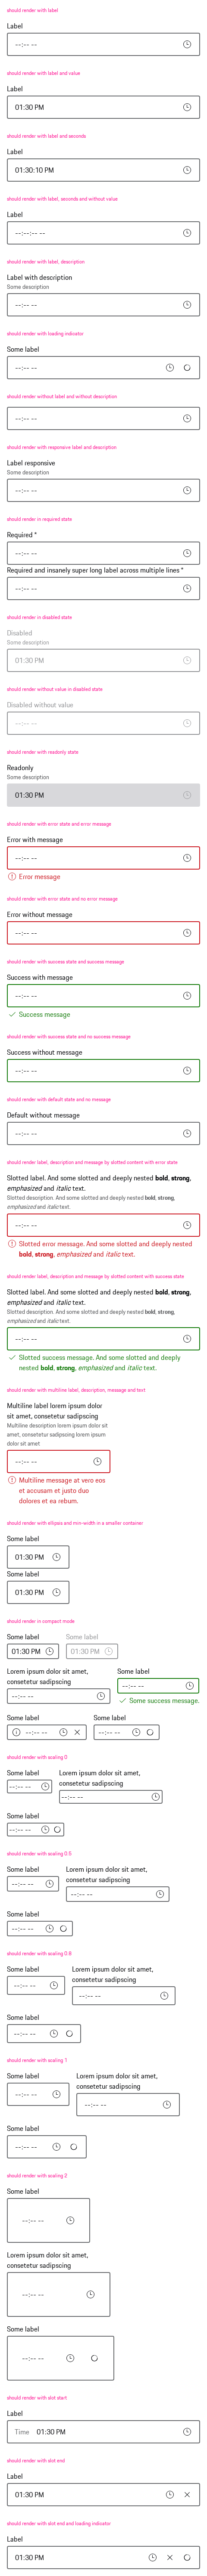 should render with label
Label
--:-- --
should render with label and value
Label
01:30 PM
should render with label and seconds
Label
01:30:10 PM
should render with label, seconds and without value
Label
--:--:-- --
should render with label, description
Label with description
Some description
--:-- --
should render with loading indicator
Some label
--:-- --
should render without label and without description
--:-- --
should render with responsive label and description
Label responsive
Some description
--:-- --
should render in required state
Required *
--:-- --
Required and insanely super long label across multiple lines *
--:-- --
should render in disabled state
Disabled
Some description
01:30 PM
should render without value in disabled state
Disabled without value
--:-- --
should render with readonly state
Readonly
Some description
01:30 PM
should render with error state and error message
Error with message
--:-- --
Error message
should render with error state and no error message
Error without message
--:-- --
should render with success state and success message
Success with message
--:-- --
Success message
should render with success state and no success message
Success without message
--:-- --
should render with default state and no message
Default without message
--:-- --
should render label, description and message by slotted content with error state
Slotted label. And some slotted and deeply nested bold, strong,
emphasized and italic text.
Slotted description. And some slotted and deeply nested bold, strong,
emphasized and italic text.
--:-- --
Slotted error message. And some slotted and deeply nested
bold, strong, emphasized and italic text.
should render label, description and message by slotted content with success state
Slotted label. And some slotted and deeply nested bold, strong,
emphasized and italic text.
Slotted description. And some slotted and deeply nested bold, strong,
emphasized and italic text.
--:-- --
Slotted success message. And some slotted and deeply
nested bold, strong, emphasized and italic text.
should render with multiline label, description, message and text
Multiline label lorem ipsum dolor
sit amet, consetetur sadipscing
Multiline description lorem ipsum dolor sit
amet, consetetur sadipscing lorem ipsum
dolor sit amet
--:-- --
Multiline message at vero eos
et accusam et justo duo
dolores et ea rebum.
should render with ellipsis and min-width in a smaller container
Some label
01:30 PM
Some label
01:30 PM
should render in compact mode
Some label Some label
01:30 PM 01:30 PM
Lorem ipsum dolor sit amet, Some label
consetetur sadipscing --:-- --
--:-- -- Some success message.
Some label Some label
--:-- -- --:-- --
should render with scaling 0
Some label Lorem ipsum dolor sit amet,
--:-- -- consetetur sadipscing
--:-- --
Some label
--:-- --
should render with scaling 0.5
Some label Lorem ipsum dolor sit amet,
--:-- -- consetetur sadipscing
--:-- --
Some label
--:-- --
should render with scaling 0.8
Some label Lorem ipsum dolor sit amet,
--:-- -- consetetur sadipscing
--:-- --
Some label
--:-- --
should render with scaling 1
Some label Lorem ipsum dolor sit amet,
--:-- -- consetetur sadipscing
--:-- --
Some label
--:-- --
should render with scaling 2
Some label
--:-- --
Lorem ipsum dolor sit amet,
consetetur sadipscing
--:-- --
Some label
--:-- --
should render with slot start
Label
Time 01:30 PM
should render with slot end
Label
01:30 PM
should render with slot end and loading indicator
Label
01:30 PM